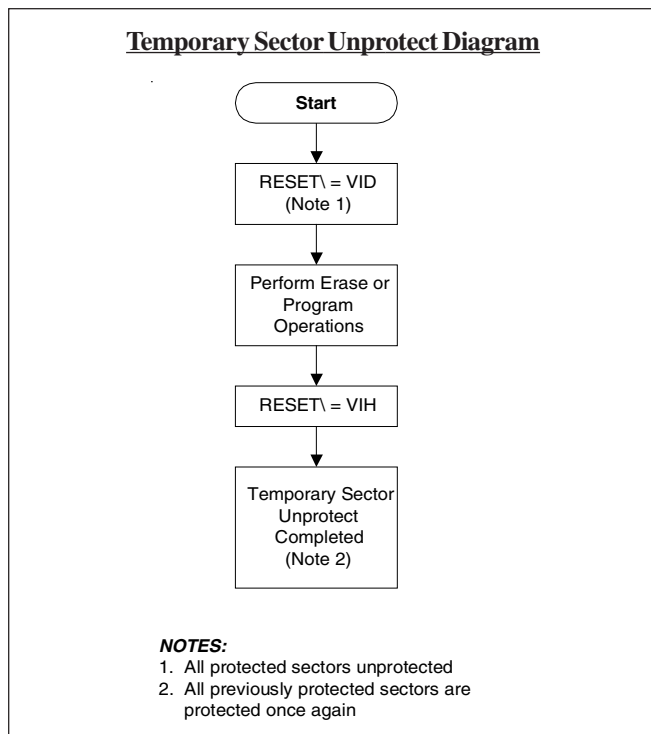 Temporary Sector Unprotect Diagram
Start
RESET\ = VID
(Note 1)
Perform Erase or
Program
Operations
RESET\ = VIH
Temporary Sector
Unprotect
Completed
(Note 2)
NOTES:
1. All protected sectors unprotected
2. All previously protected sectors are
protected once again